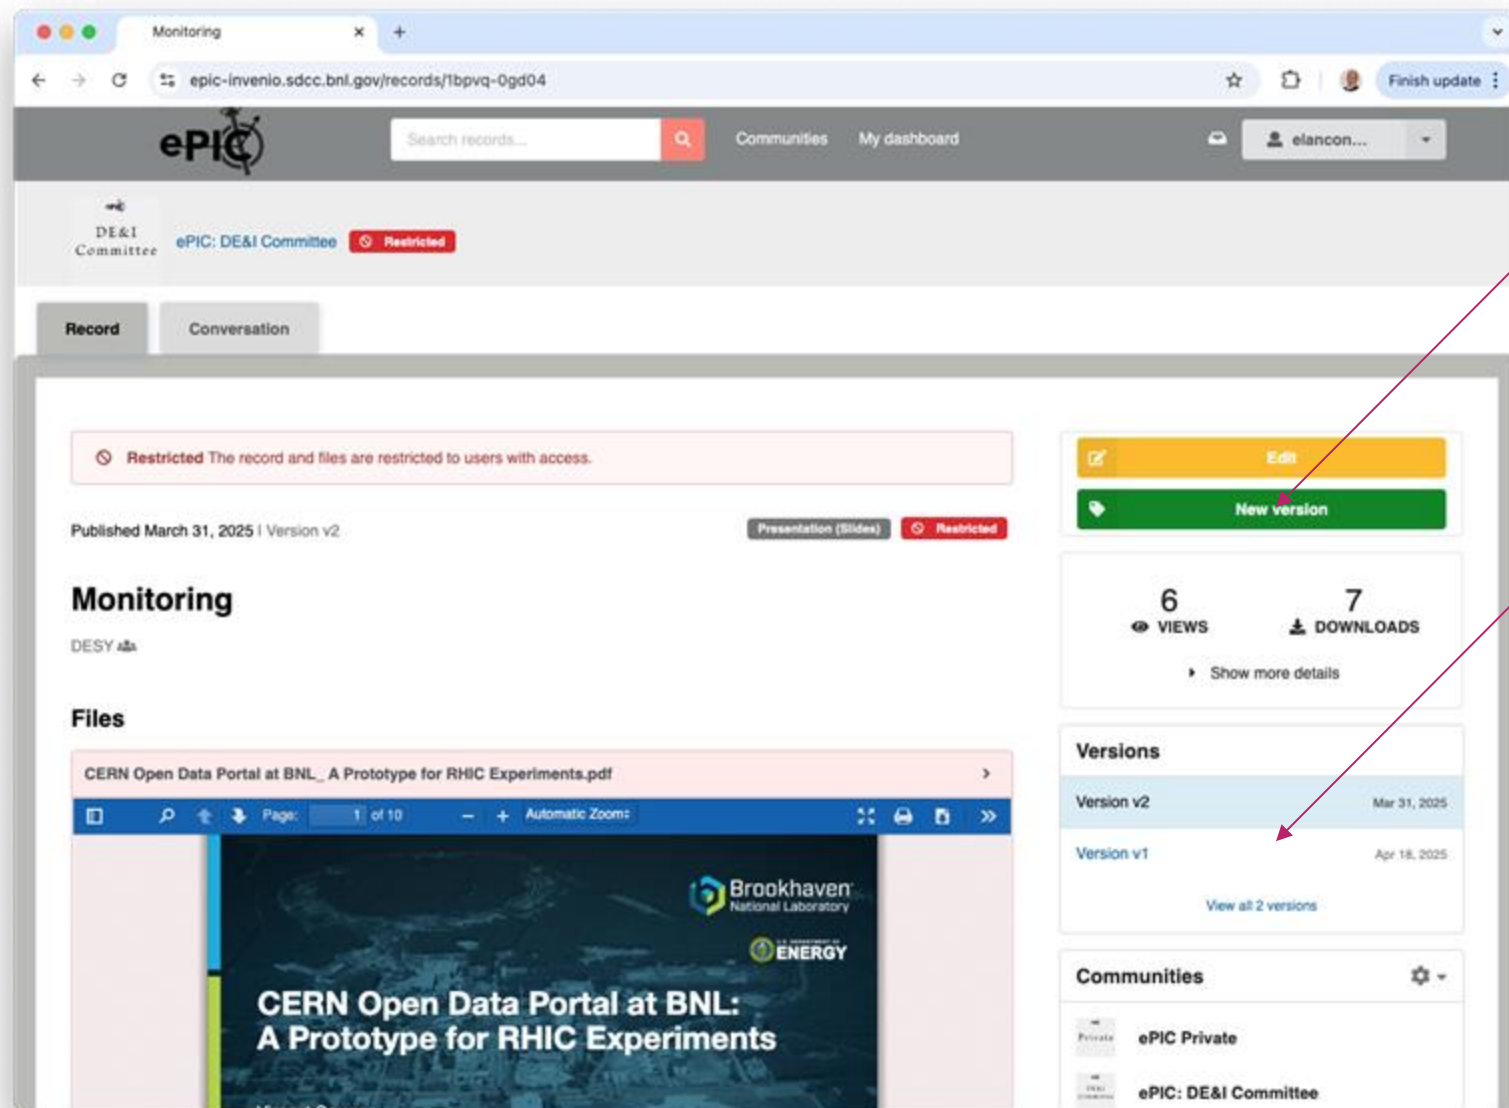 Monitoring
epic-invenio.sdcc.bnl.gov/records/1bpvq-0gd04
Finish update
ePIC
Search records...
Communities
My dashboard
elancon...
DE&I
Committee
ePIC: DE&I Committee
Restricted
Record
Conversation
Restricted The record and files are restricted to users with access.
Edit
New version
Published March 31, 2025 | Version v2
Presentation (Slides)
Restricted
Monitoring
DESY
6
VIEWS
7
DOWNLOADS
Show more details
Files
CERN Open Data Portal at BNL_ A Prototype for RHIC Experiments.pdf
Page: 1 of 10
Automatic Zoom
Versions
Version v2 Mar 31, 2025
Version v1 Apr 18, 2025
View all 2 versions
Brookhaven
National Laboratory
U.S. DEPARTMENT OF
ENERGY
CERN Open Data Portal at BNL:
A Prototype for RHIC Experiments
Communities
Private
ePIC Private
ePIC: DE&I Committee